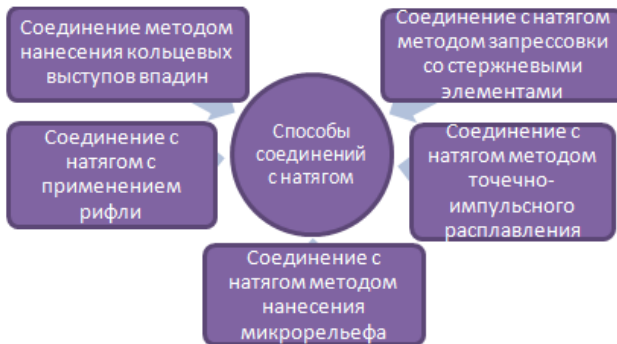 Соединение методом
нанесения кольцевых
выступов впадин
Соединение с натягом
методом запрессовки
со стержневыми
элементами
Способы
соединений
с натягом
Соединение с
натягом с
применением
рифли
Соединение с
натягом методом
точечно-
импульсного
расплавления
Соединение с
натягом методом
нанесения
микрорельефа